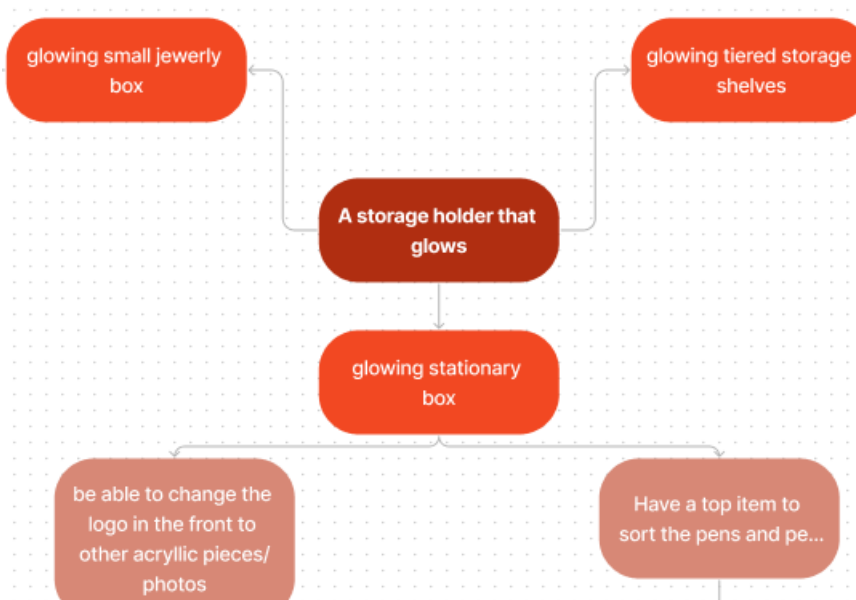 glowing small jewerly
box
glowing tiered storage
shelves
A storage holder that
glows
glowing stationary
box
be able to change the
logo in the front to
other acryllic pieces/
photos
Have a top item to
sort the pens and pe...